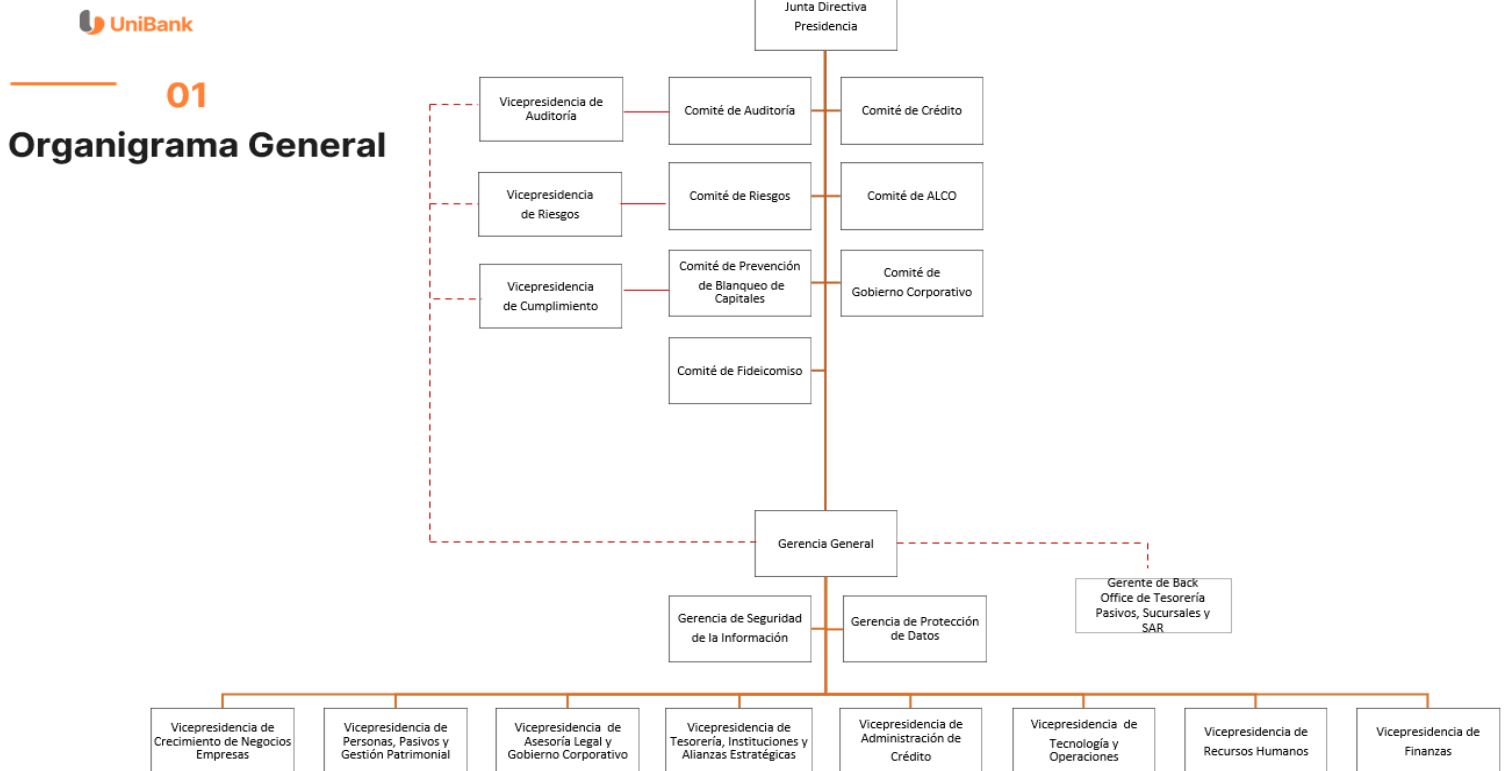 UniBank
01
Organigrama General
Junta Directiva
Presidencia
Vicepresidencia de
Auditoría
Comité de Auditoría
Comité de Crédito
Vicepresidencia
de Riesgos
Comité de Riesgos
Comité de ALCO
Vicepresidencia
de Cumplimiento
Comité de Prevención
de Blanqueo de
Capitales
Comité de
Gobierno Corporativo
Comité de Fideicomiso
Gerencia General
Gerente de Back
Office de Tesorería
Pasivos, Sucursales y
SAR
Gerencia de Seguridad
de la Información
Gerencia de Protección
de Datos
Vicepresidencia de
Crecimiento de Negocios
Empresas
Vicepresidencia de
Personas, Pasivos y
Gestión Patrimonial
Vicepresidencia de
Asesoría Legal y
Gobierno Corporativo
Vicepresidencia de
Tesorería, Instituciones y
Alianzas Estratégicas
Vicepresidencia de
Administración de
Crédito
Vicepresidencia de
Tecnología y
Operaciones
Vicepresidencia de
Recursos Humanos
Vicepresidencia de
Finanzas